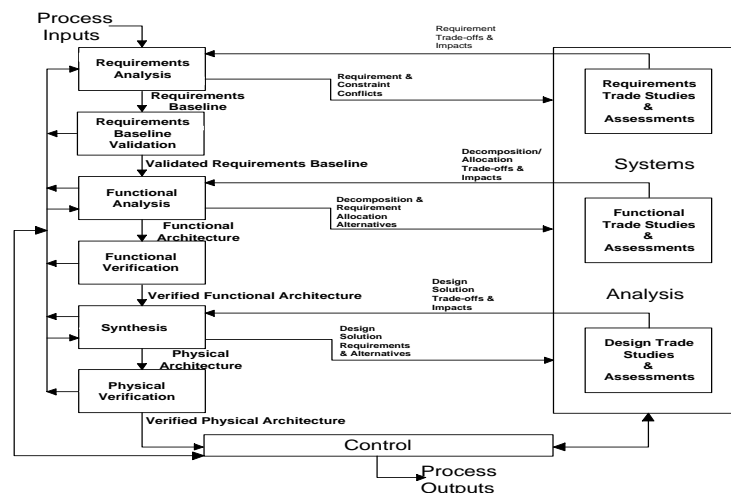 Process
Inputs
Requirement
Trade-offs &
Impacts
Requirements
Analysis
Requirement &
Constraint
Conflicts
Requirements
Trade Studies
&
Assessments
Requirements
Baseline
Requirements
Baseline
Validation
Validated Requirements Baseline
Decomposition/
Allocation
Trade-offs &
Impacts
Systems
Functional
Analysis
Decomposition &
Requirement
Allocation
Alternatives
Functional
Trade Studies
&
Assessments
Functional
Architecture
Functional
Verification
Verified Functional Architecture
Design
Solution
Trade-offs &
Impacts
Analysis
Synthesis
Design
Solution
Requirements
& Alternatives
Design Trade
Studies
&
Assessments
Physical
Architecture
Physical
Verification
Verified Physical Architecture
Control
Process
Outputs